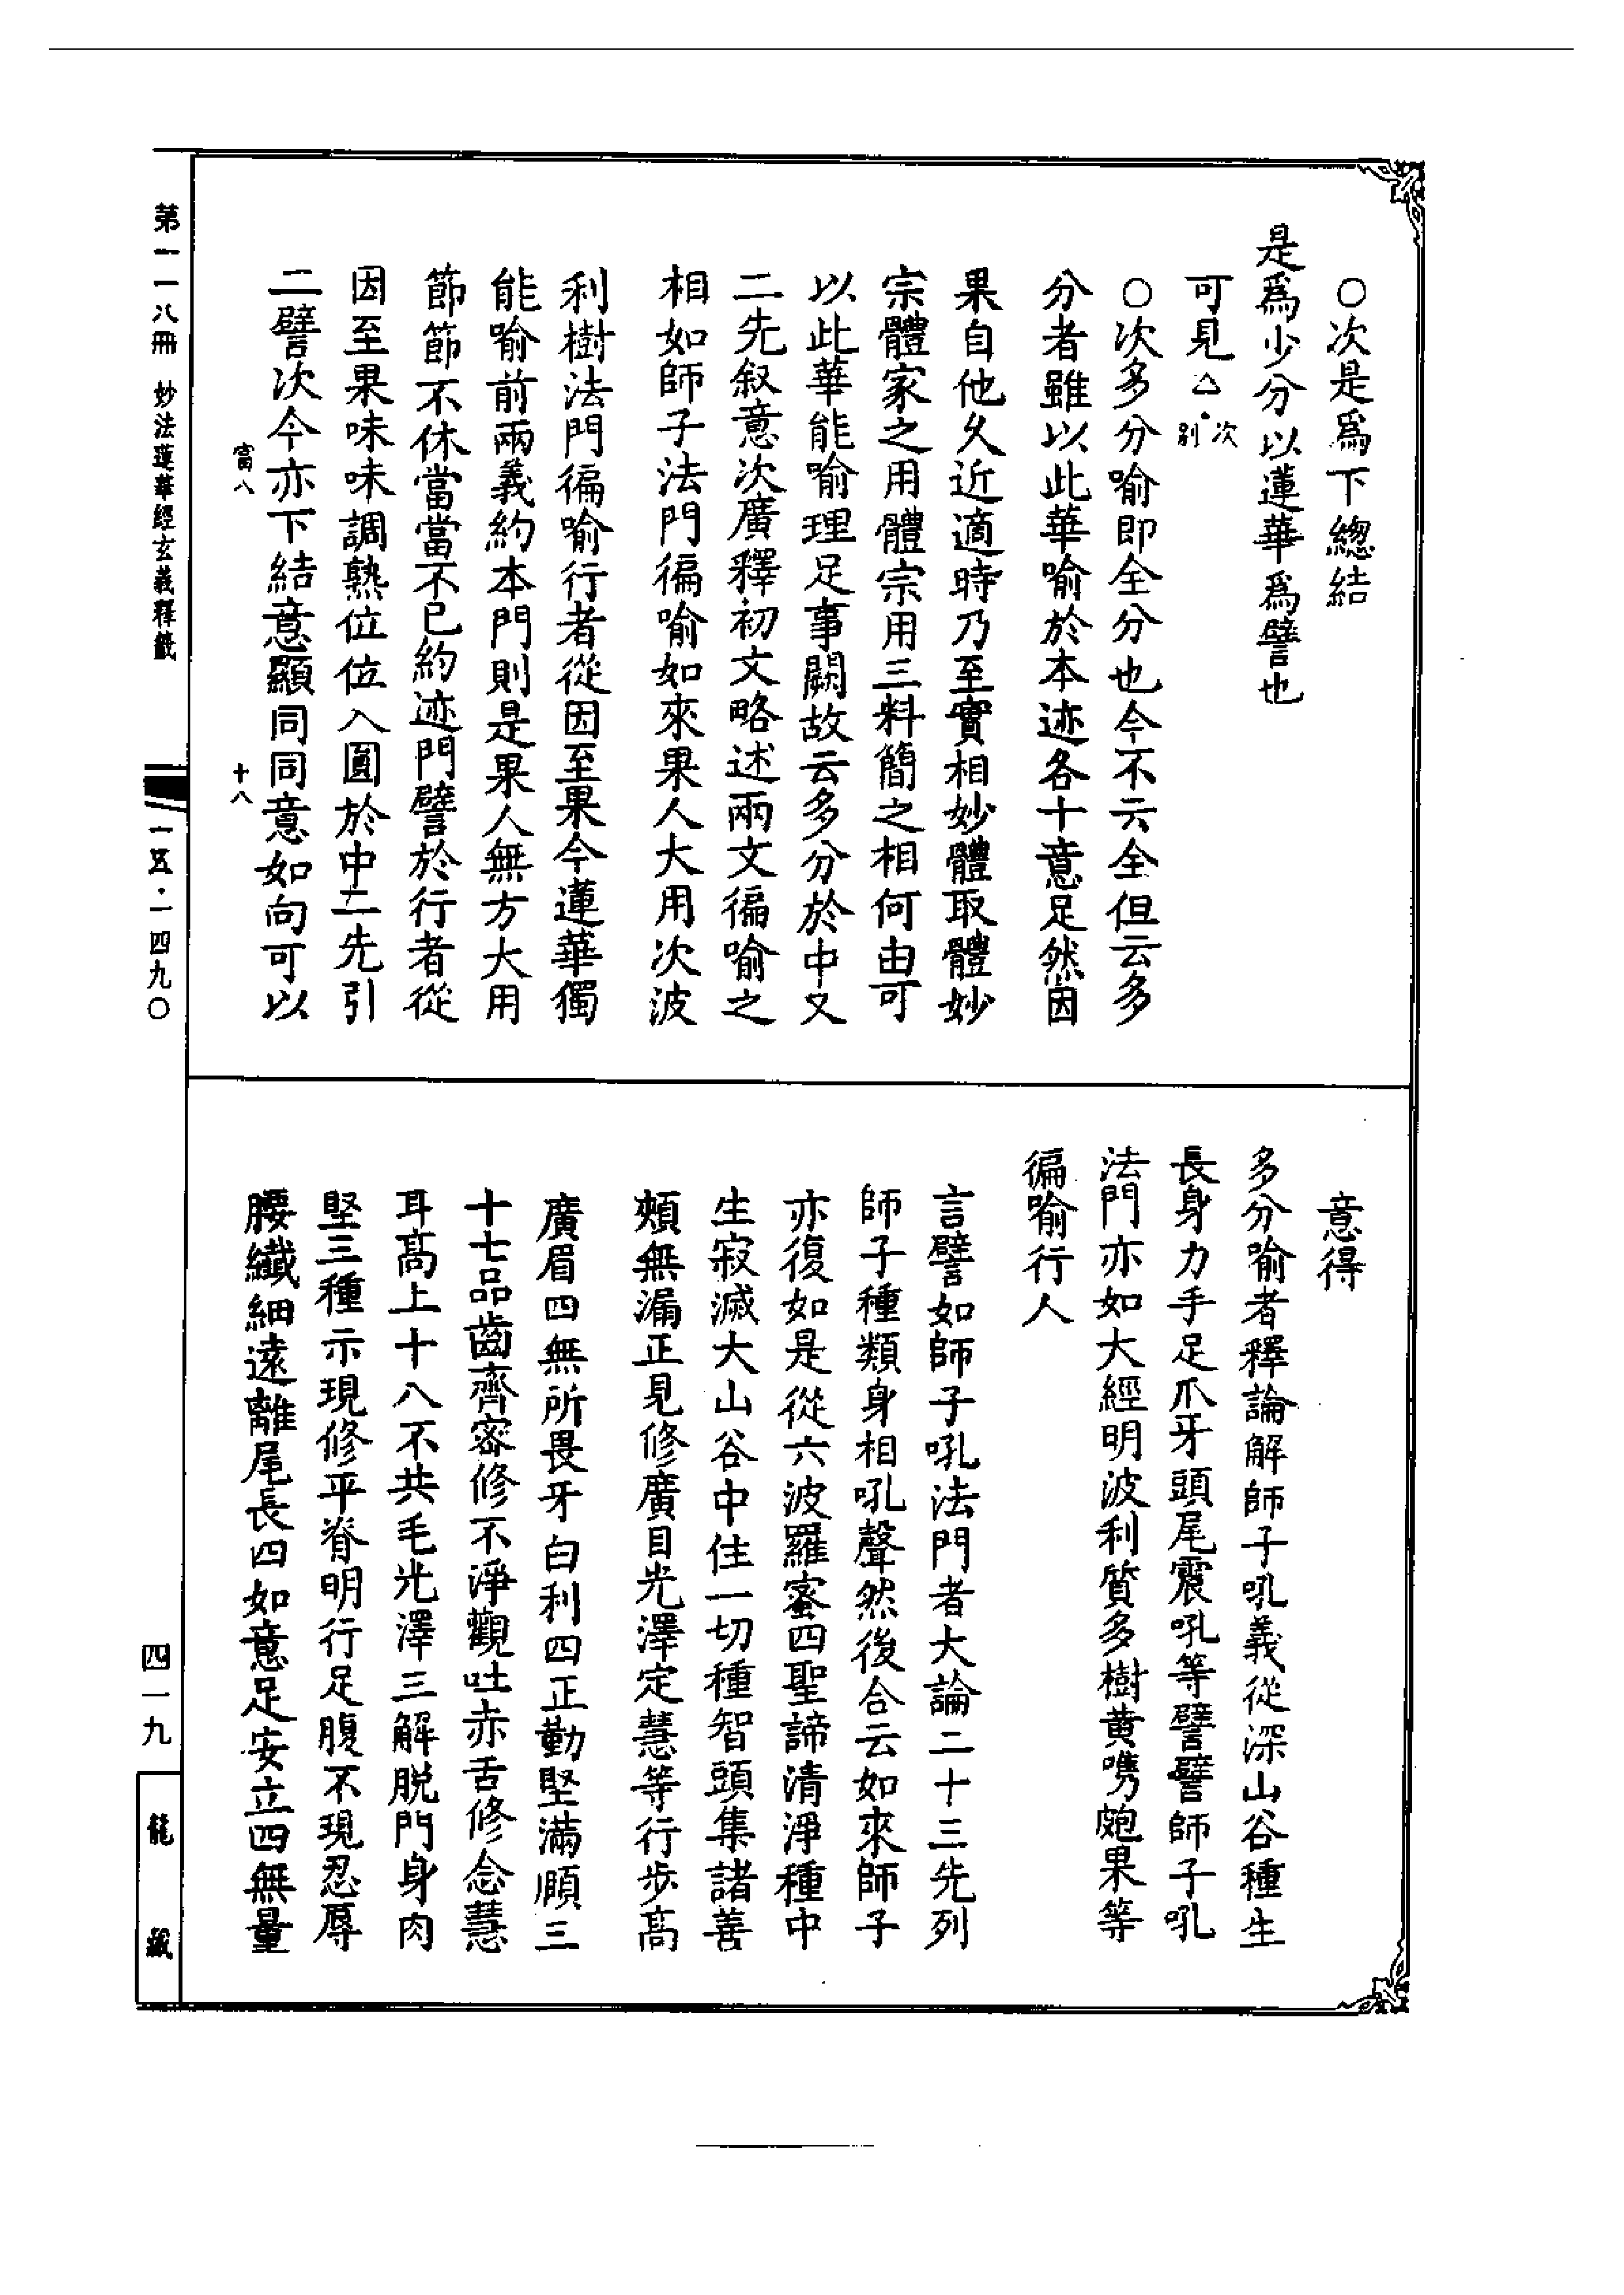 ○次是爲下總結
是爲少分以蓮華爲譬也
可見△次別
○次多分喻即全分也今不云全但云多
分者雖以此華喻於本迹各十意足然因
果自他久近適時乃至實相妙體取體妙
宗體家之用體宗用三料簡之相何由可
以此華能喻理足事闕故云多分於中又
二先叙意次廣釋初文略述兩文徧喻之
相如師子法門徧喻如來果人大用次波
利樹法門徧喻行者從因至果今蓮華獨
能喻前兩義約本門則是果人無方大用
節節不休當當不已約迹門譬於行者從
因至果味味調熟位位入圓於中二先引
二譬次今亦下結意顯同同意如向可以
富八 十八
意得
多分喻者釋論解師子吼義從深山谷種生
長身力手足爪牙頭尾震吼等譬譬師子吼
法門亦如大經明波利質多樹黃嘴皰果等
徧喻行人
言譬如師子吼法門者大論二十三先列
師子種類身相吼聲然後合云如來師子
亦復如是從六波羅蜜四聖諦清淨種中
生寂滅大山谷中住一切種智頭集諸善
頰無漏正見修廣目光澤定慧等行步高
廣眉四無所畏牙白利四正勤堅滿頤三
十七品齒齊密修不淨觀吐赤舌修念慧
耳高上十八不共毛光澤三解脱門身肉
堅三種示現修平脊明行足腹不現忍辱
腰纖細遠離尾長四如意足安立四無量
第一一八冊 妙法蓮華經玄義釋籤 一五·一四九〇
四一九 龍藏